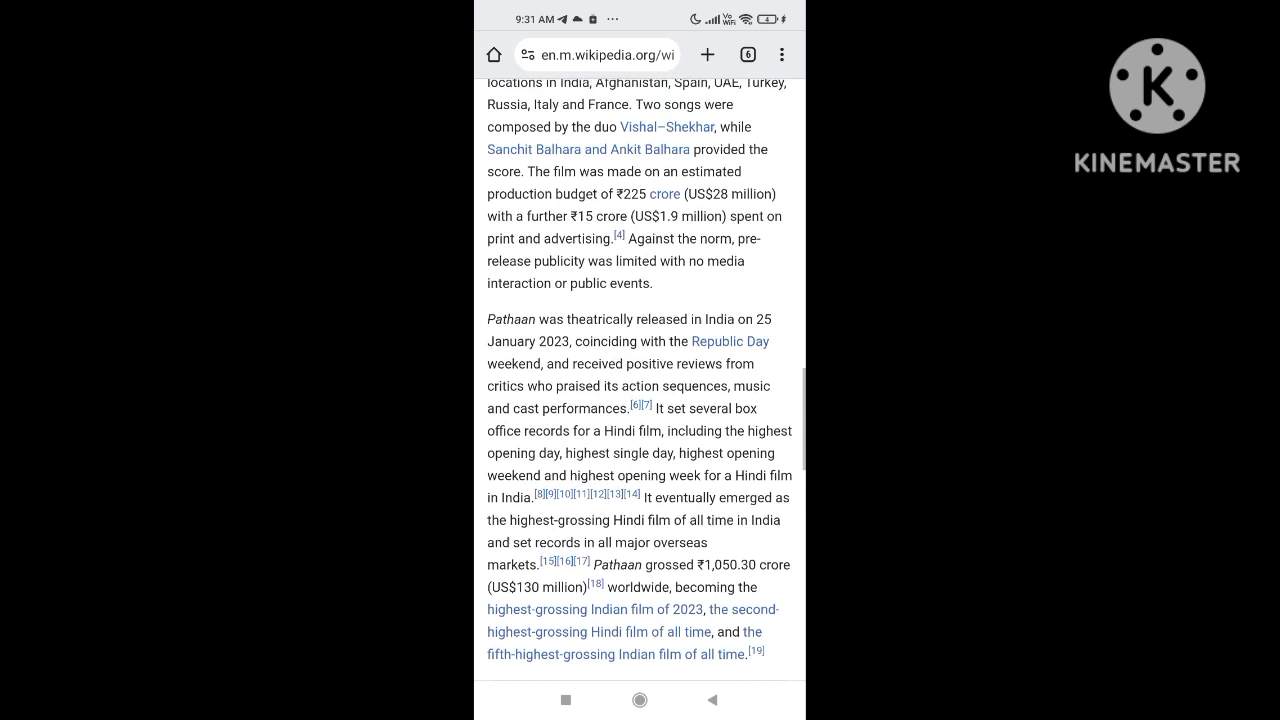 9:31 AM
Vo
WiFi
4
en.m.wikipedia.org/wi
6
locations in India, Afghanistan, Spain, UAE, Turkey,
Russia, Italy and France. Two songs were
composed by the duo Vishal–Shekhar, while
Sanchit Balhara and Ankit Balhara provided the
score. The film was made on an estimated
production budget of ₹225 crore (US$28 million)
with a further ₹15 crore (US$1.9 million) spent on
print and advertising.[4] Against the norm, pre-
release publicity was limited with no media
interaction or public events.
Pathaan was theatrically released in India on 25
January 2023, coinciding with the Republic Day
weekend, and received positive reviews from
critics who praised its action sequences, music
and cast performances.[6][7] It set several box
office records for a Hindi film, including the highest
opening day, highest single day, highest opening
weekend and highest opening week for a Hindi film
in India.[8][9][10][11][12][13][14] It eventually emerged as
the highest-grossing Hindi film of all time in India
and set records in all major overseas
markets.[15][16][17] Pathaan grossed ₹1,050.30 crore
(US$130 million)[18] worldwide, becoming the
highest-grossing Indian film of 2023, the second-
highest-grossing Hindi film of all time, and the
fifth-highest-grossing Indian film of all time.[19]
K
KINEMASTER